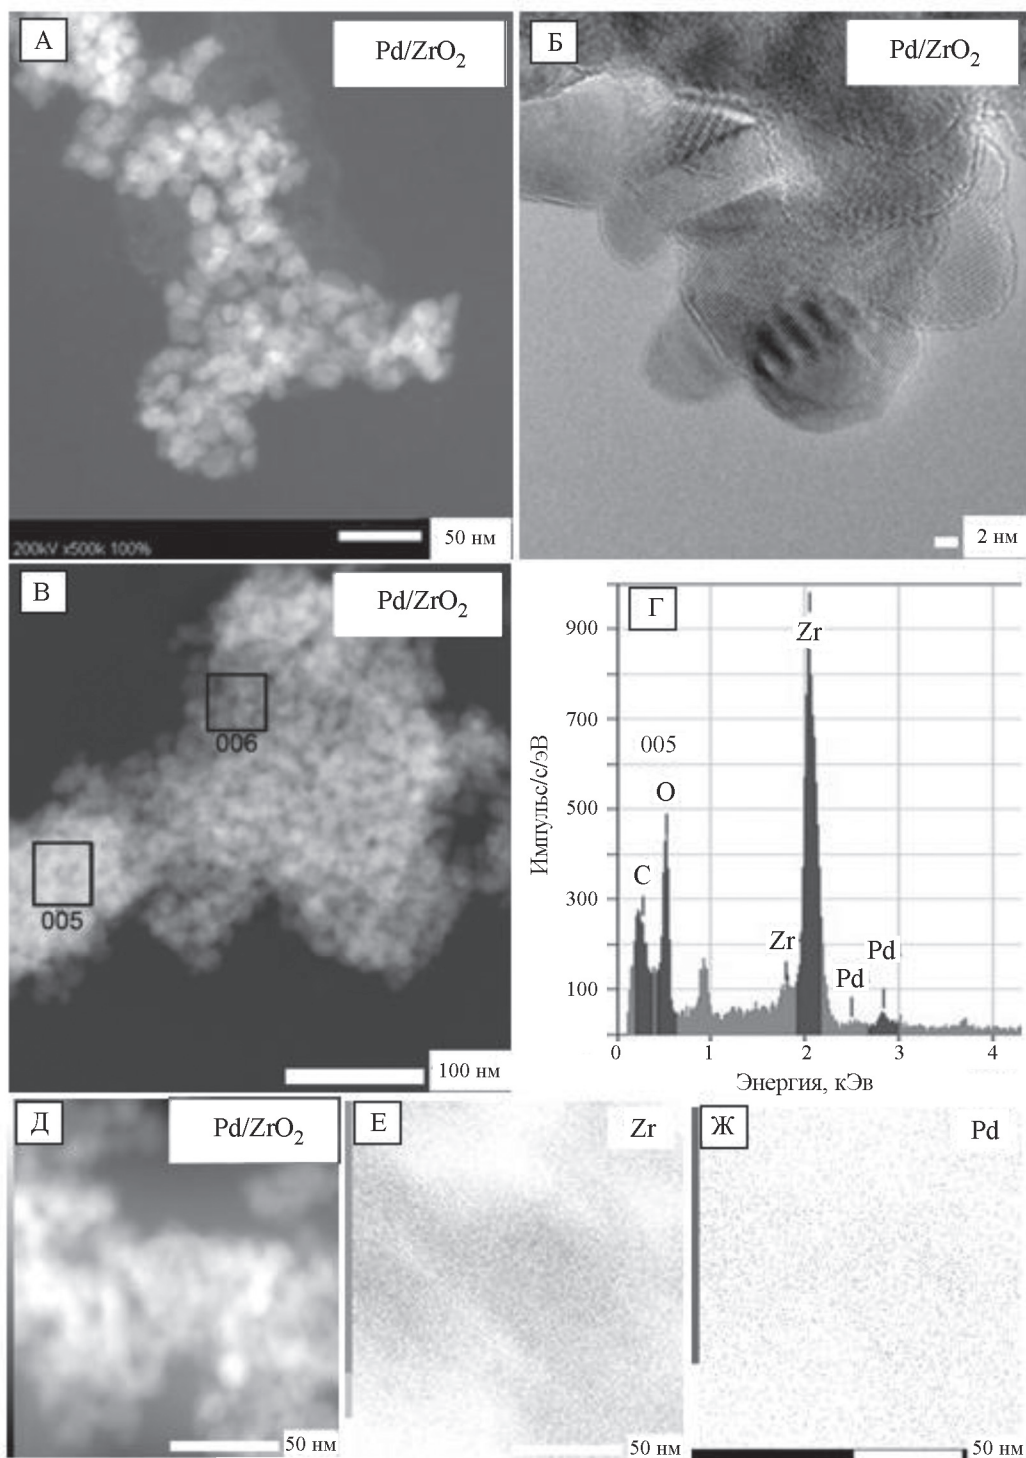 А
Pd/ZrO2
50 нм
200kV x500k 100%
Б
Pd/ZrO2
2 нм
В
Pd/ZrO2
006
005
100 нм
Г
Zr
900
700
005
500
O
C
300
Zr
Pd
Pd
100
0 1 2 3 4
Импульс/с/эВ
Энергия, кЭв
Д
Pd/ZrO2
50 нм
Е
Zr
50 нм
Ж
Pd
50 нм